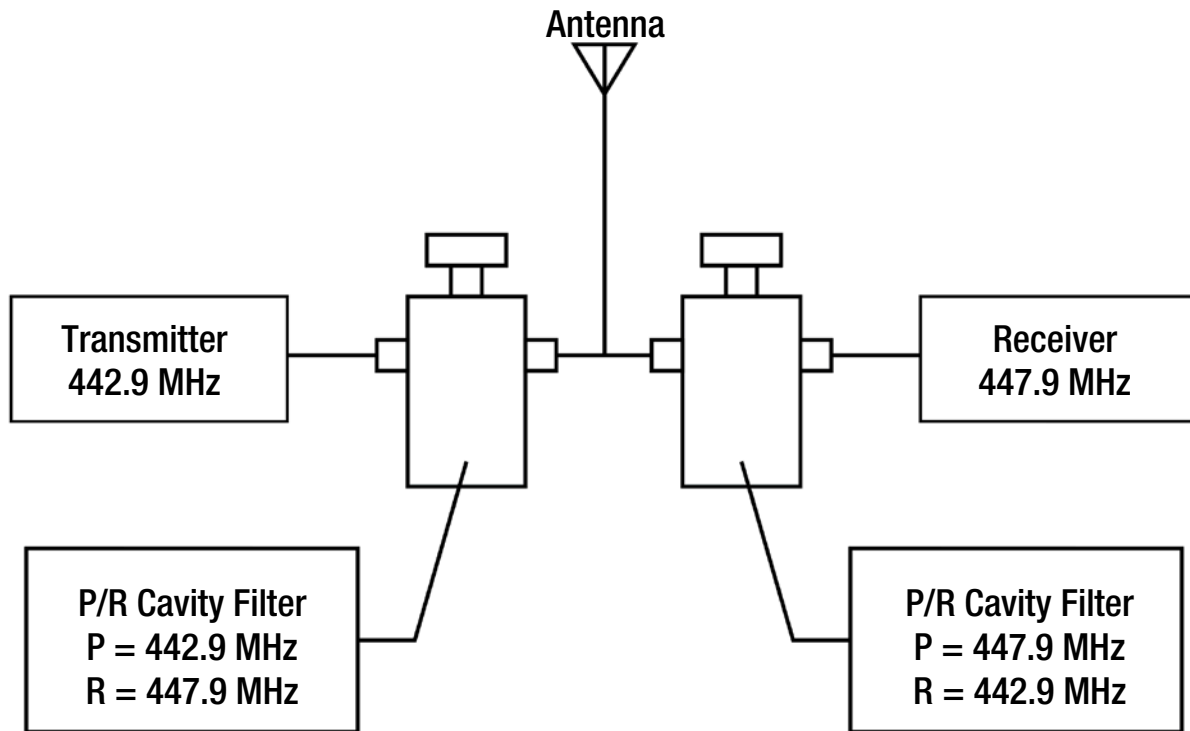 Antenna
Transmitter
442.9 MHz
Receiver
447.9 MHz
P/R Cavity Filter
P = 442.9 MHz
R = 447.9 MHz
P/R Cavity Filter
P = 447.9 MHz
R = 442.9 MHz